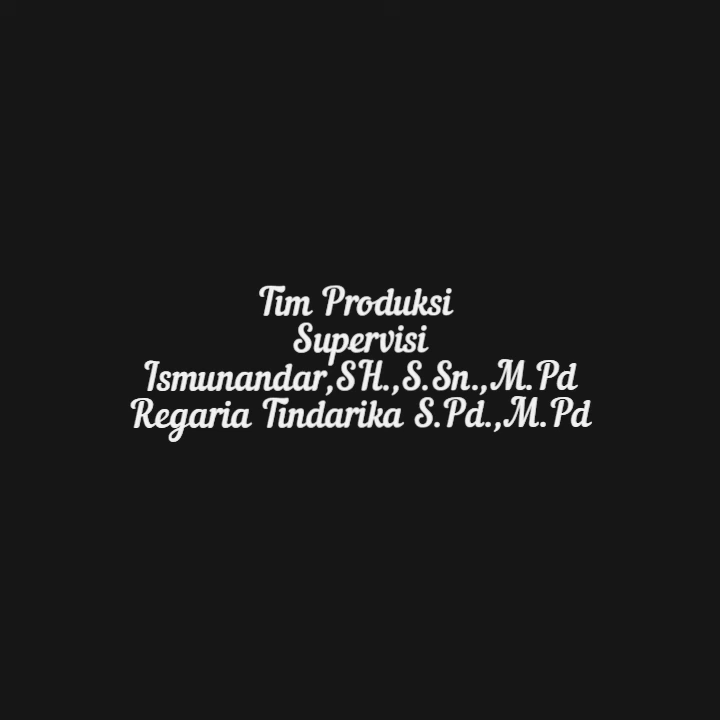 Tim Produksi
Supervisi
Ismunandar,SH.,S.Sn.,M.Pd
Regaria Tindarika S.Pd.,M.Pd